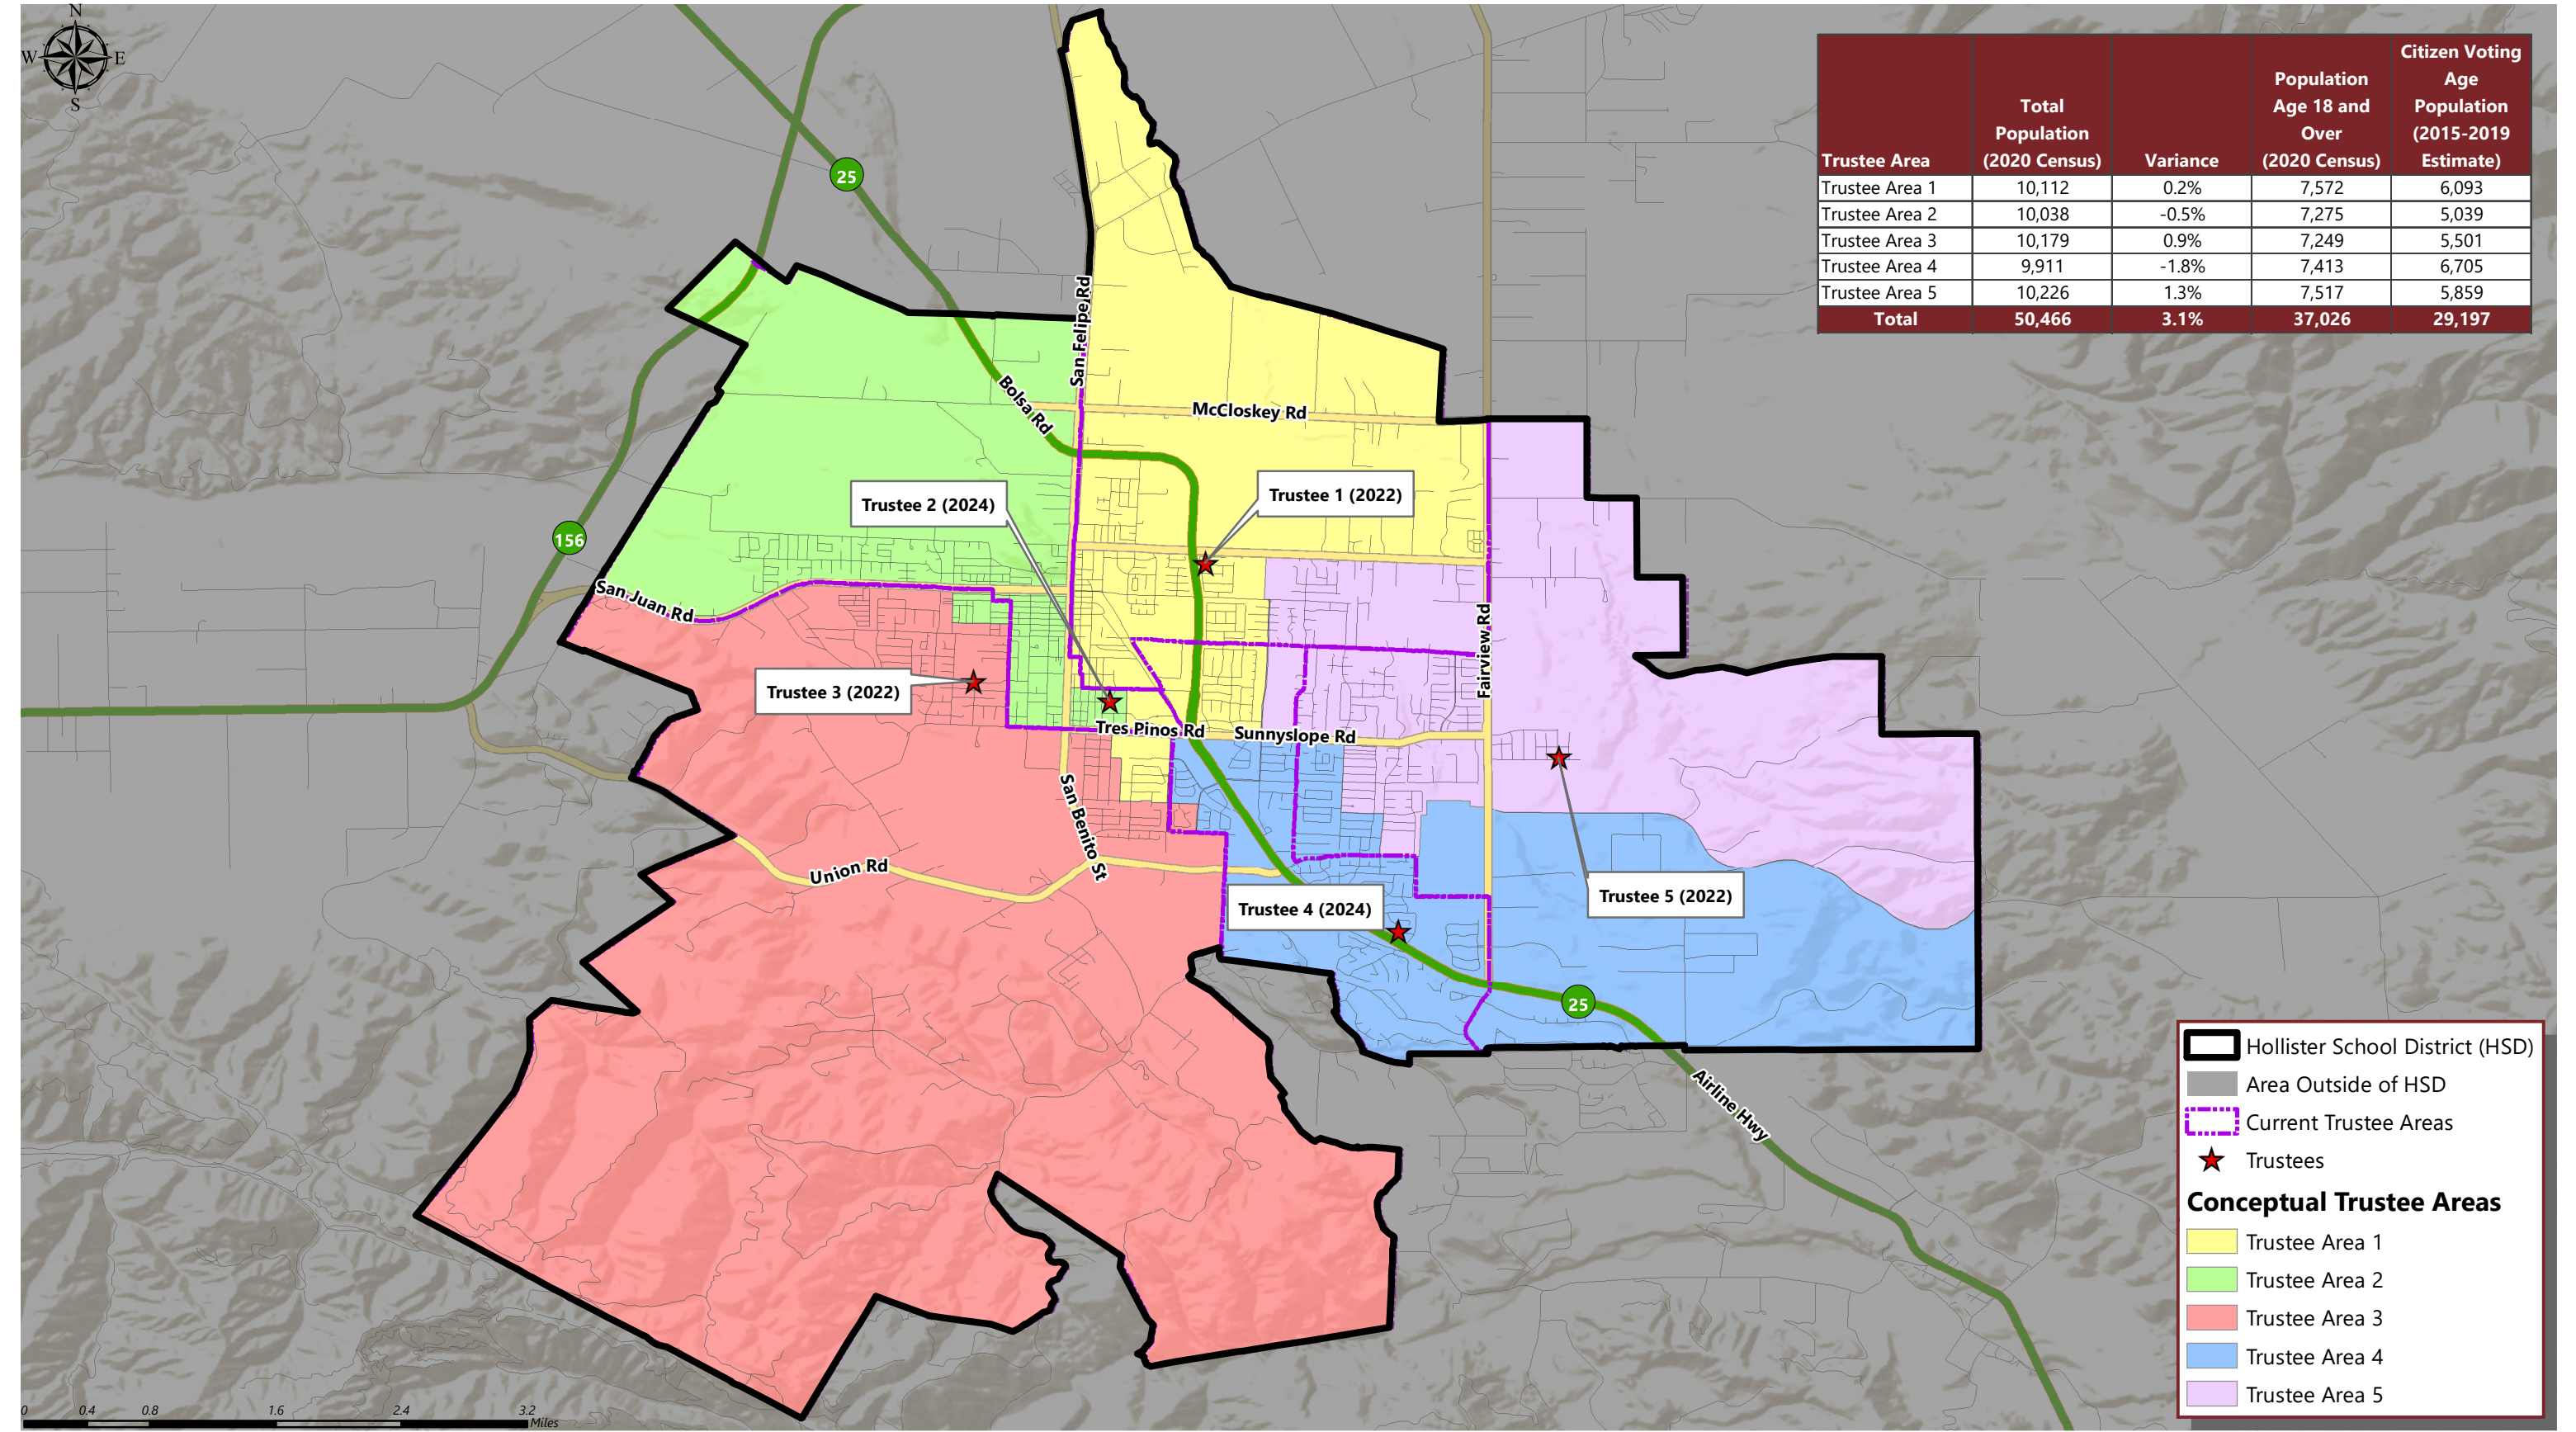 N
W E
S
Trustee Area
Total
Population
(2020 Census)
Variance
Population
Age 18 and
Over
(2020 Census)
Citizen Voting
Age
Population
(2015-2019
Estimate)
Trustee Area 1 10,112 0.2% 7,572 6,093
Trustee Area 2 10,038 -0.5% 7,275 5,039
Trustee Area 3 10,179 0.9% 7,249 5,501
Trustee Area 4 9,911 -1.8% 7,413 6,705
Trustee Area 5 10,226 1.3% 7,517 5,859
Total 50,466 3.1% 37,026 29,197
25
San Felipe Rd
Bolsa Rd
McCloskey Rd
Trustee 1 (2022)
Trustee 2 (2024)
156
San Juan Rd
Fairview Rd
Trustee 3 (2022)
Tres Pinos Rd
Sunnyslope Rd
San Benito St
Union Rd
Trustee 5 (2022)
Trustee 4 (2024)
25
Airline Hwy
Hollister School District (HSD)
Area Outside of HSD
Current Trustee Areas
Trustees
Conceptual Trustee Areas
Trustee Area 1
Trustee Area 2
Trustee Area 3
Trustee Area 4
Trustee Area 5
0 0.4 0.8 1.6 2.4 3.2
Miles